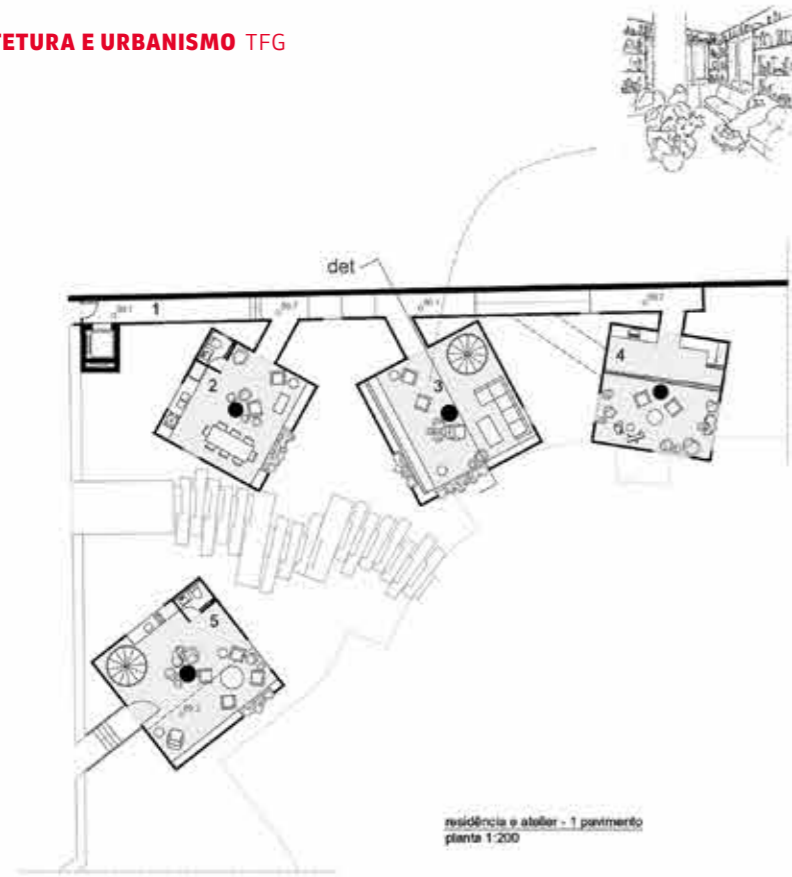 TETURA E URBANISMO TFG
det
1
2
3
4
5
residência e atelier - 1 pavimento
planta 1:200